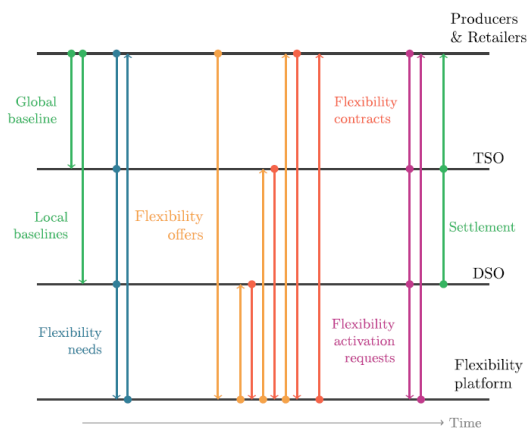 Producers
& Retailers
Global
baseline
Flexibility
contracts
TSO
Local
baselines
Flexibility
offers
Settlement
DSO
Flexibility
needs
Flexibility
activation
requests
Flexibility
platform
Time